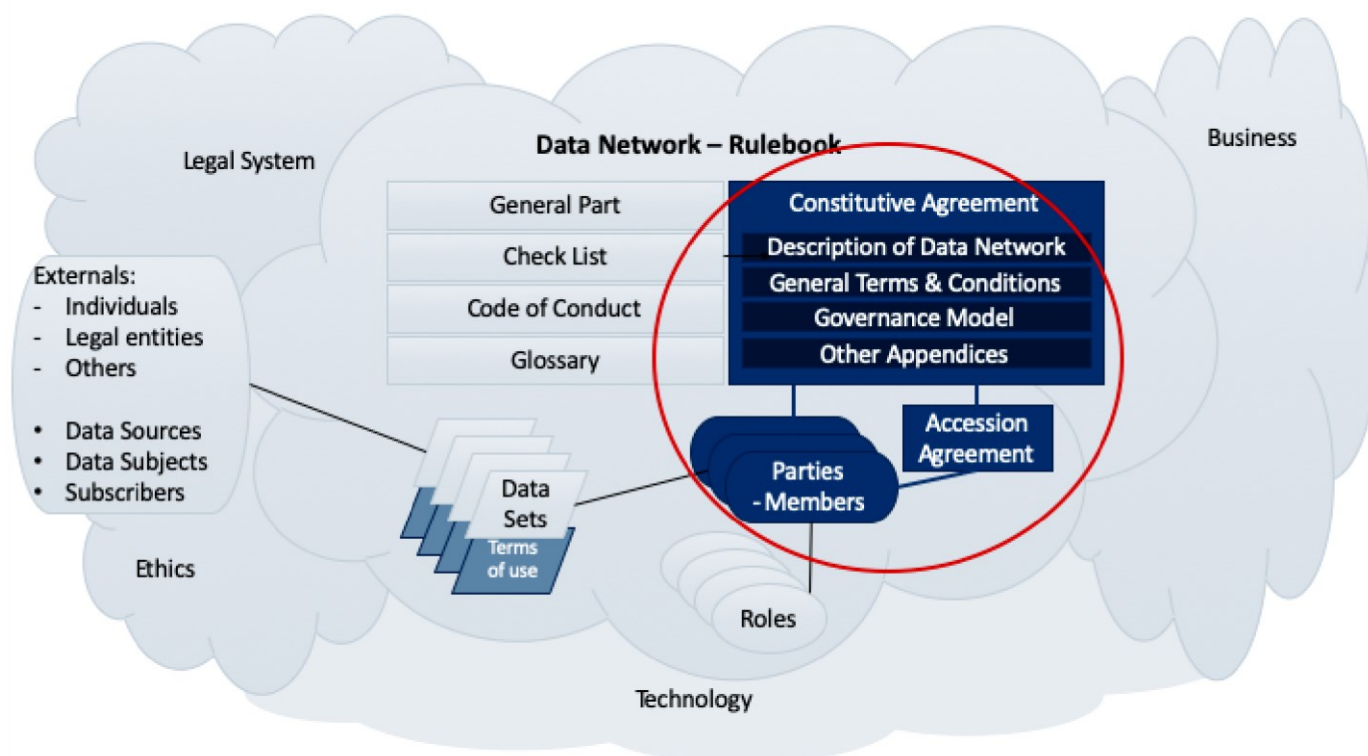 Data Network – Rulebook
Legal System
Business
General Part
Check List
Code of Conduct
Glossary
Constitutive Agreement
Description of Data Network
General Terms & Conditions
Governance Model
Other Appendices
Externals:
- Individuals
- Legal entities
- Others
• Data Sources
• Data Subjects
• Subscribers
Accession
Agreement
Parties
- Members
Data
Sets
Terms
of use
Ethics
Roles
Technology